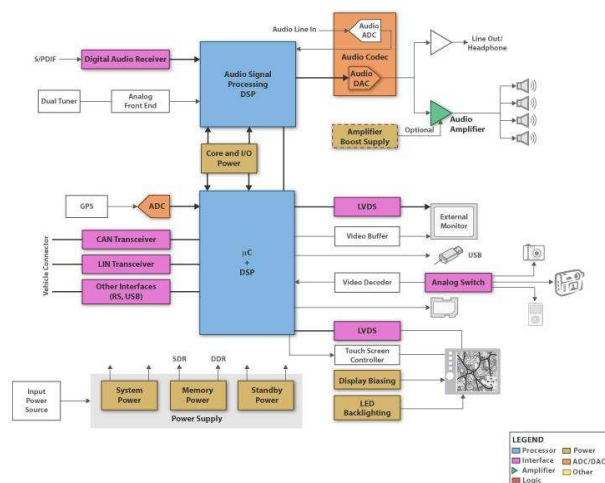 Audio Line In
Audio
ADC
Line Out/
Headphone
S/PDIF
Digital Audio Receiver
Audio Codec
Audio Signal
Processing
DSP
Audio
DAC
Dual Tuner
Analog
Front End
Optional
Audio
Amplifier
Amplifier
Boost Supply
Core and I/O
Power
GPS
ADC
LVDS
External
Monitor
Vehicle Connector
CAN Transceiver
Video Buffer
μC
+
DSP
USB
LIN Transceiver
Other Interfaces
(RS, USB)
Video Decoder
Analog Switch
LVDS
Touch Screen
Controller
SDR
DDR
Input
Power
Source
System
Power
Memory
Power
Standby
Power
Power Supply
Display Biasing
LED
Backlighting
LEGEND
Processor
Interface
Amplifier
Logic
Power
ADC/DAC
Other